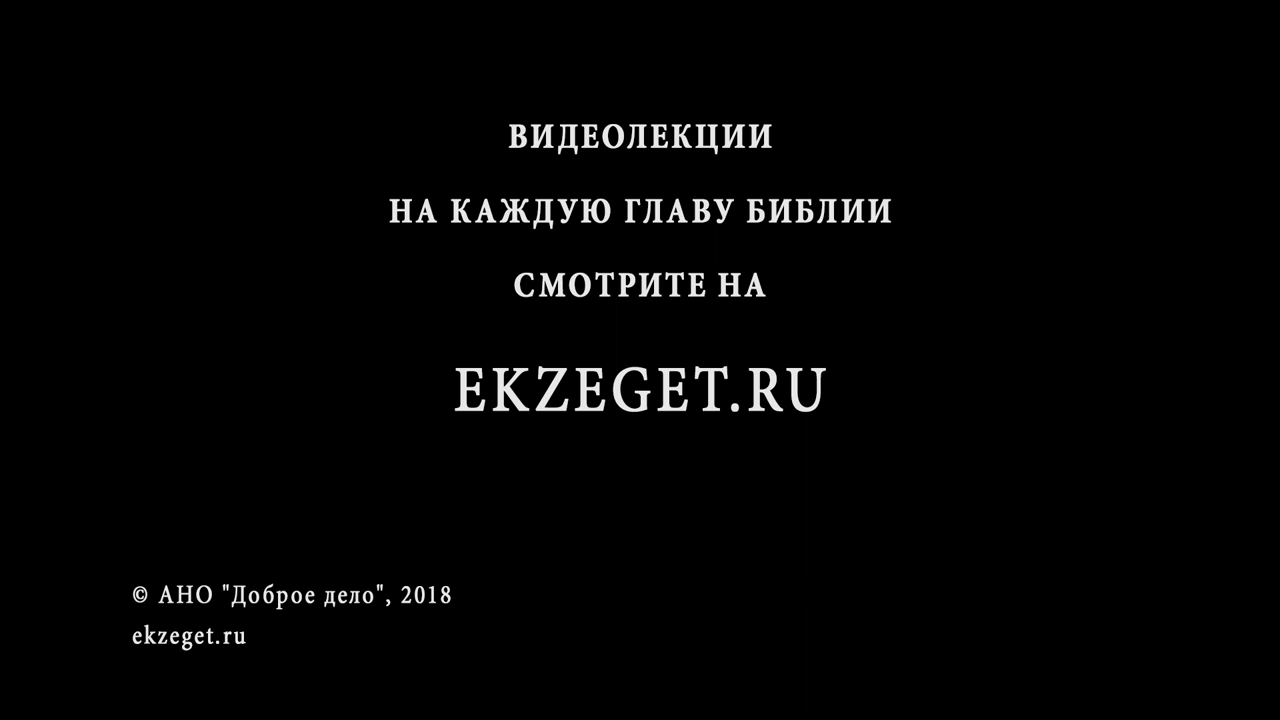 ВИДЕОЛЕКЦИИ
НА КАЖДУЮ ГЛАВУ БИБЛИИ
СМОТРИТЕ НА
EKZEGET.RU
© АНО "Доброе дело", 2018
ekzeget.ru